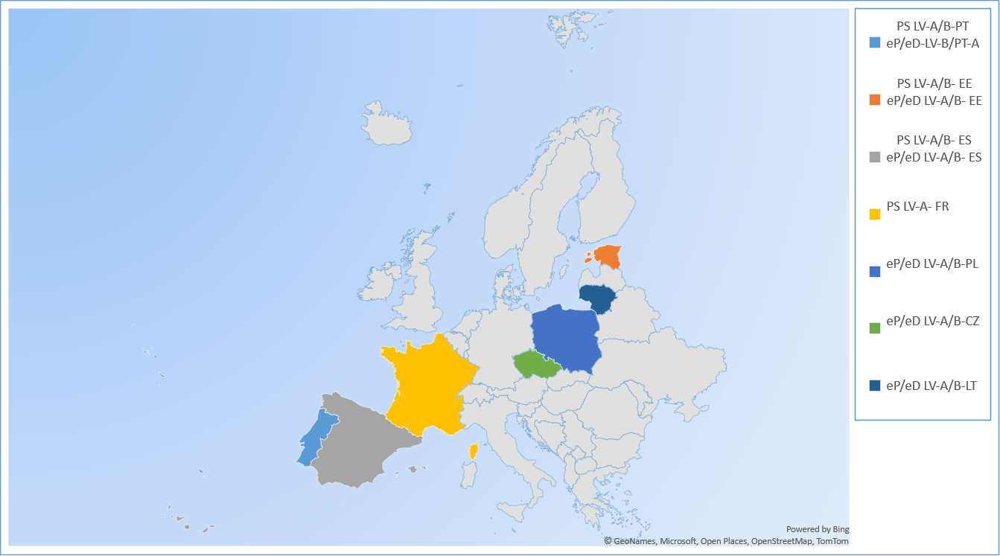 PS LV-A/B-PT
eP/eD-LV-B/PT-A
PS LV-A/B- EE
eP/eD LV-A/B- EE
PS LV-A/B- ES
eP/eD LV-A/B- ES
PS LV-A- FR
eP/eD LV-A/B-PL
eP/eD LV-A/B-CZ
eP/eD LV-A/B-LT
Powered by Bing
© GeoNames, Microsoft, Open Places, OpenStreetMap, TomTom